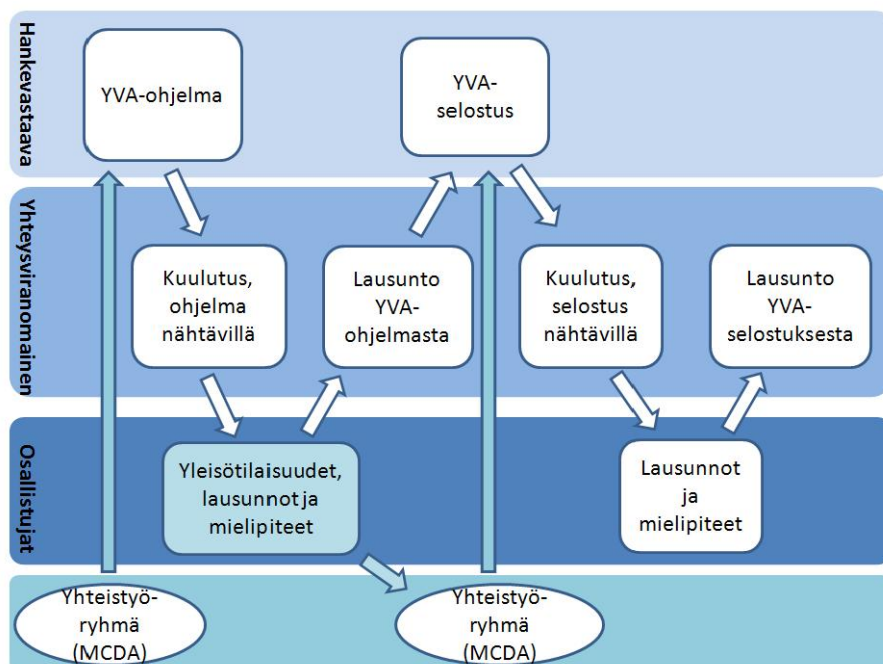 Hankevastaava
YVA-ohjelma
YVA-
selostus
Yhteysviranomainen
Kuulutus,
ohjelma
nähtävillä
Lausunto
YVA-
ohjelmasta
Kuulutus,
selostus
nähtävillä
Lausunto
YVA-
selostuksesta
Osallistujat
Yleisötilaisuudet,
lausunnot ja
mielipiteet
Lausunnot
ja
mielipiteet
Yhteistyö-
ryhmä
(MCDA)
Yhteistyö-
ryhmä
(MCDA)